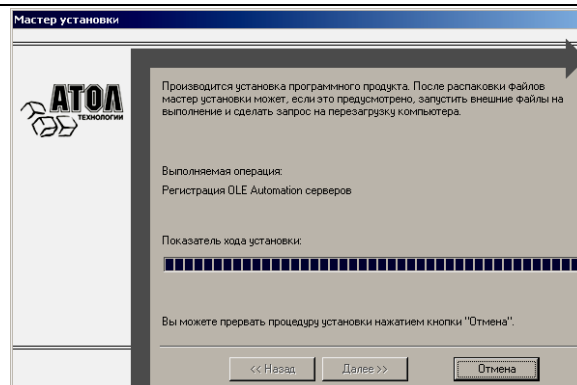 Мастер установки
АТОЛ
ТЕХНОЛОГИИ
Производится установка программного продукта. После распаковки файлов
мастер установки может, если это предусмотрено, запустить внешние файлы на
выполнение и сделать запрос на перезагрузку компьютера.
Выполняемая операция:
Регистрация OLE Automation серверов
Показатель хода установки:
Вы можете прервать процедуру установки нажатием кнопки "Отмена".
<< Назад
Далее >>
Отмена